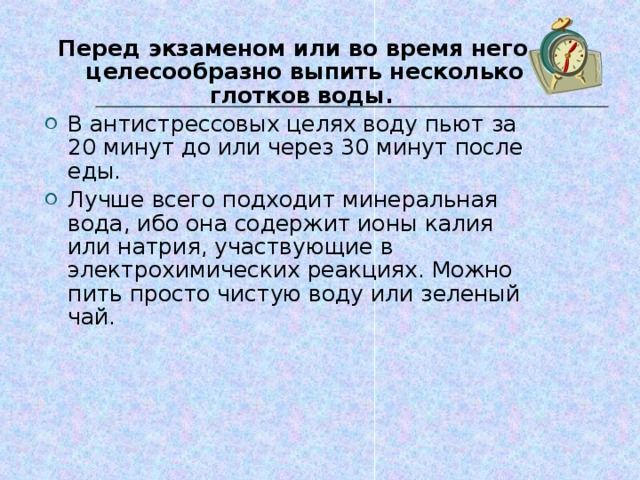 Перед экзаменом или во время него
целесообразно выпить несколько
глотков воды.
В антистрессовых целях воду пьют за
20 минут до или через 30 минут после
еды.
Лучше всего подходит минеральная
вода, ибо она содержит ионы калия
или натрия, участвующие в
электрохимических реакциях. Можно
пить просто чистую воду или зеленый
чай.